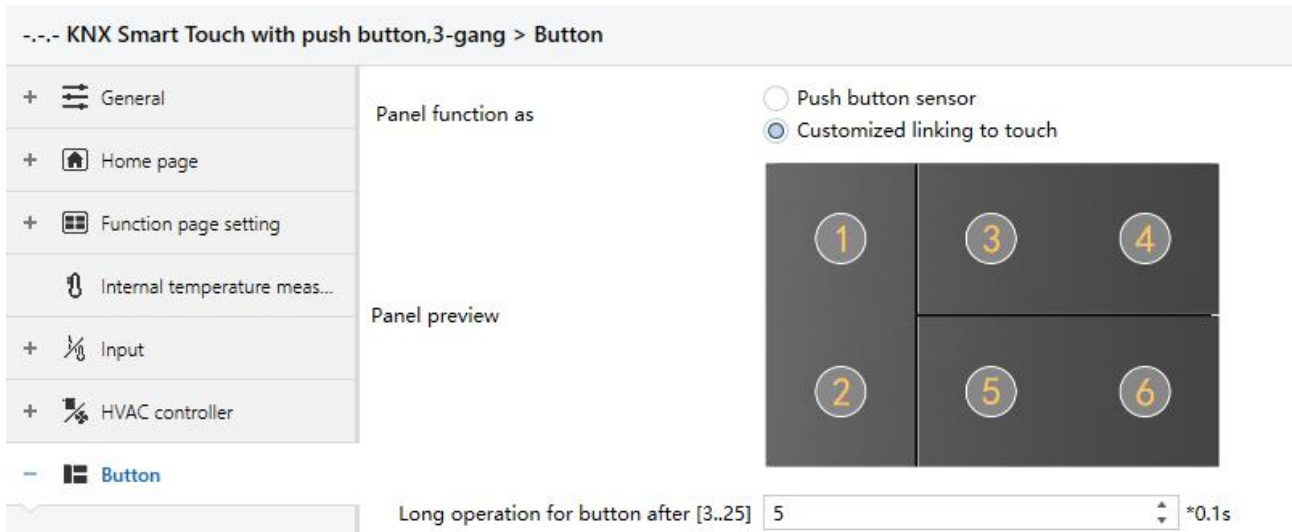 -.-.- KNX Smart Touch with push button,3-gang > Button
+ General
+ Home page
+ Function page setting
Internal temperature meas...
+ Input
+ HVAC controller
– Button
Panel function as
Push button sensor
Customized linking to touch
Panel preview
1 3 4
2 5 6
Long operation for button after [3..25] 5 *0.1s